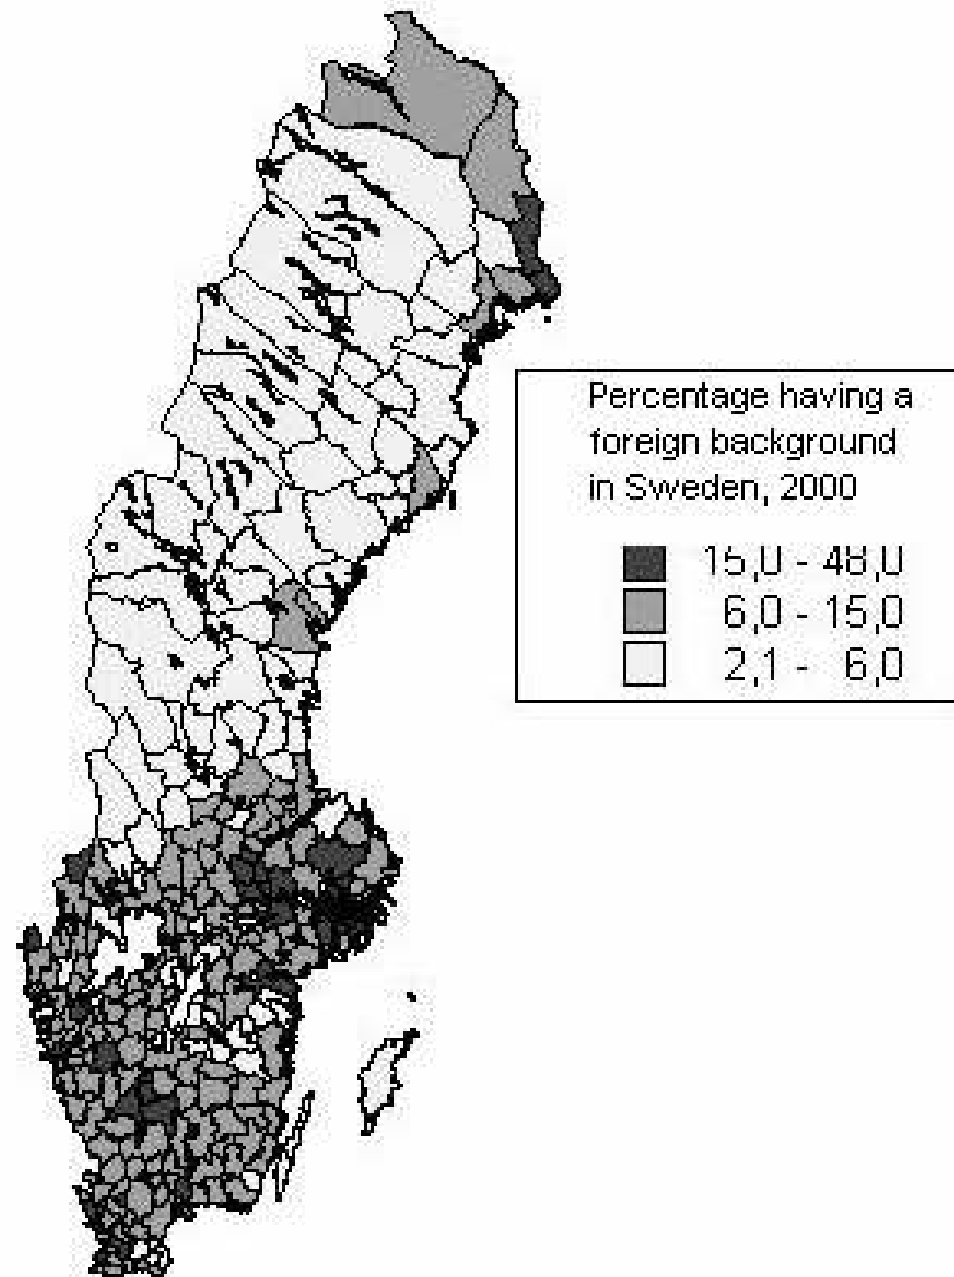 Percentage having a
foreign background
in Sweden, 2000
15,0 - 48,0
6,0 - 15,0
2,1 - 6,0